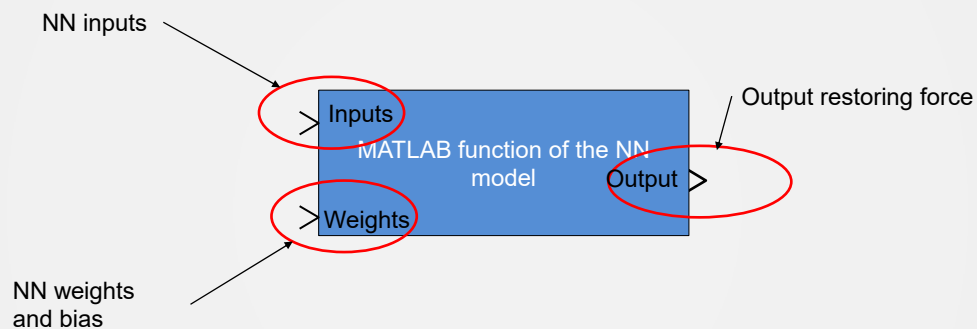 NN inputs
Inputs
Output restoring force
MATLAB function of the NN
model
Output
Weights
NN weights
and bias